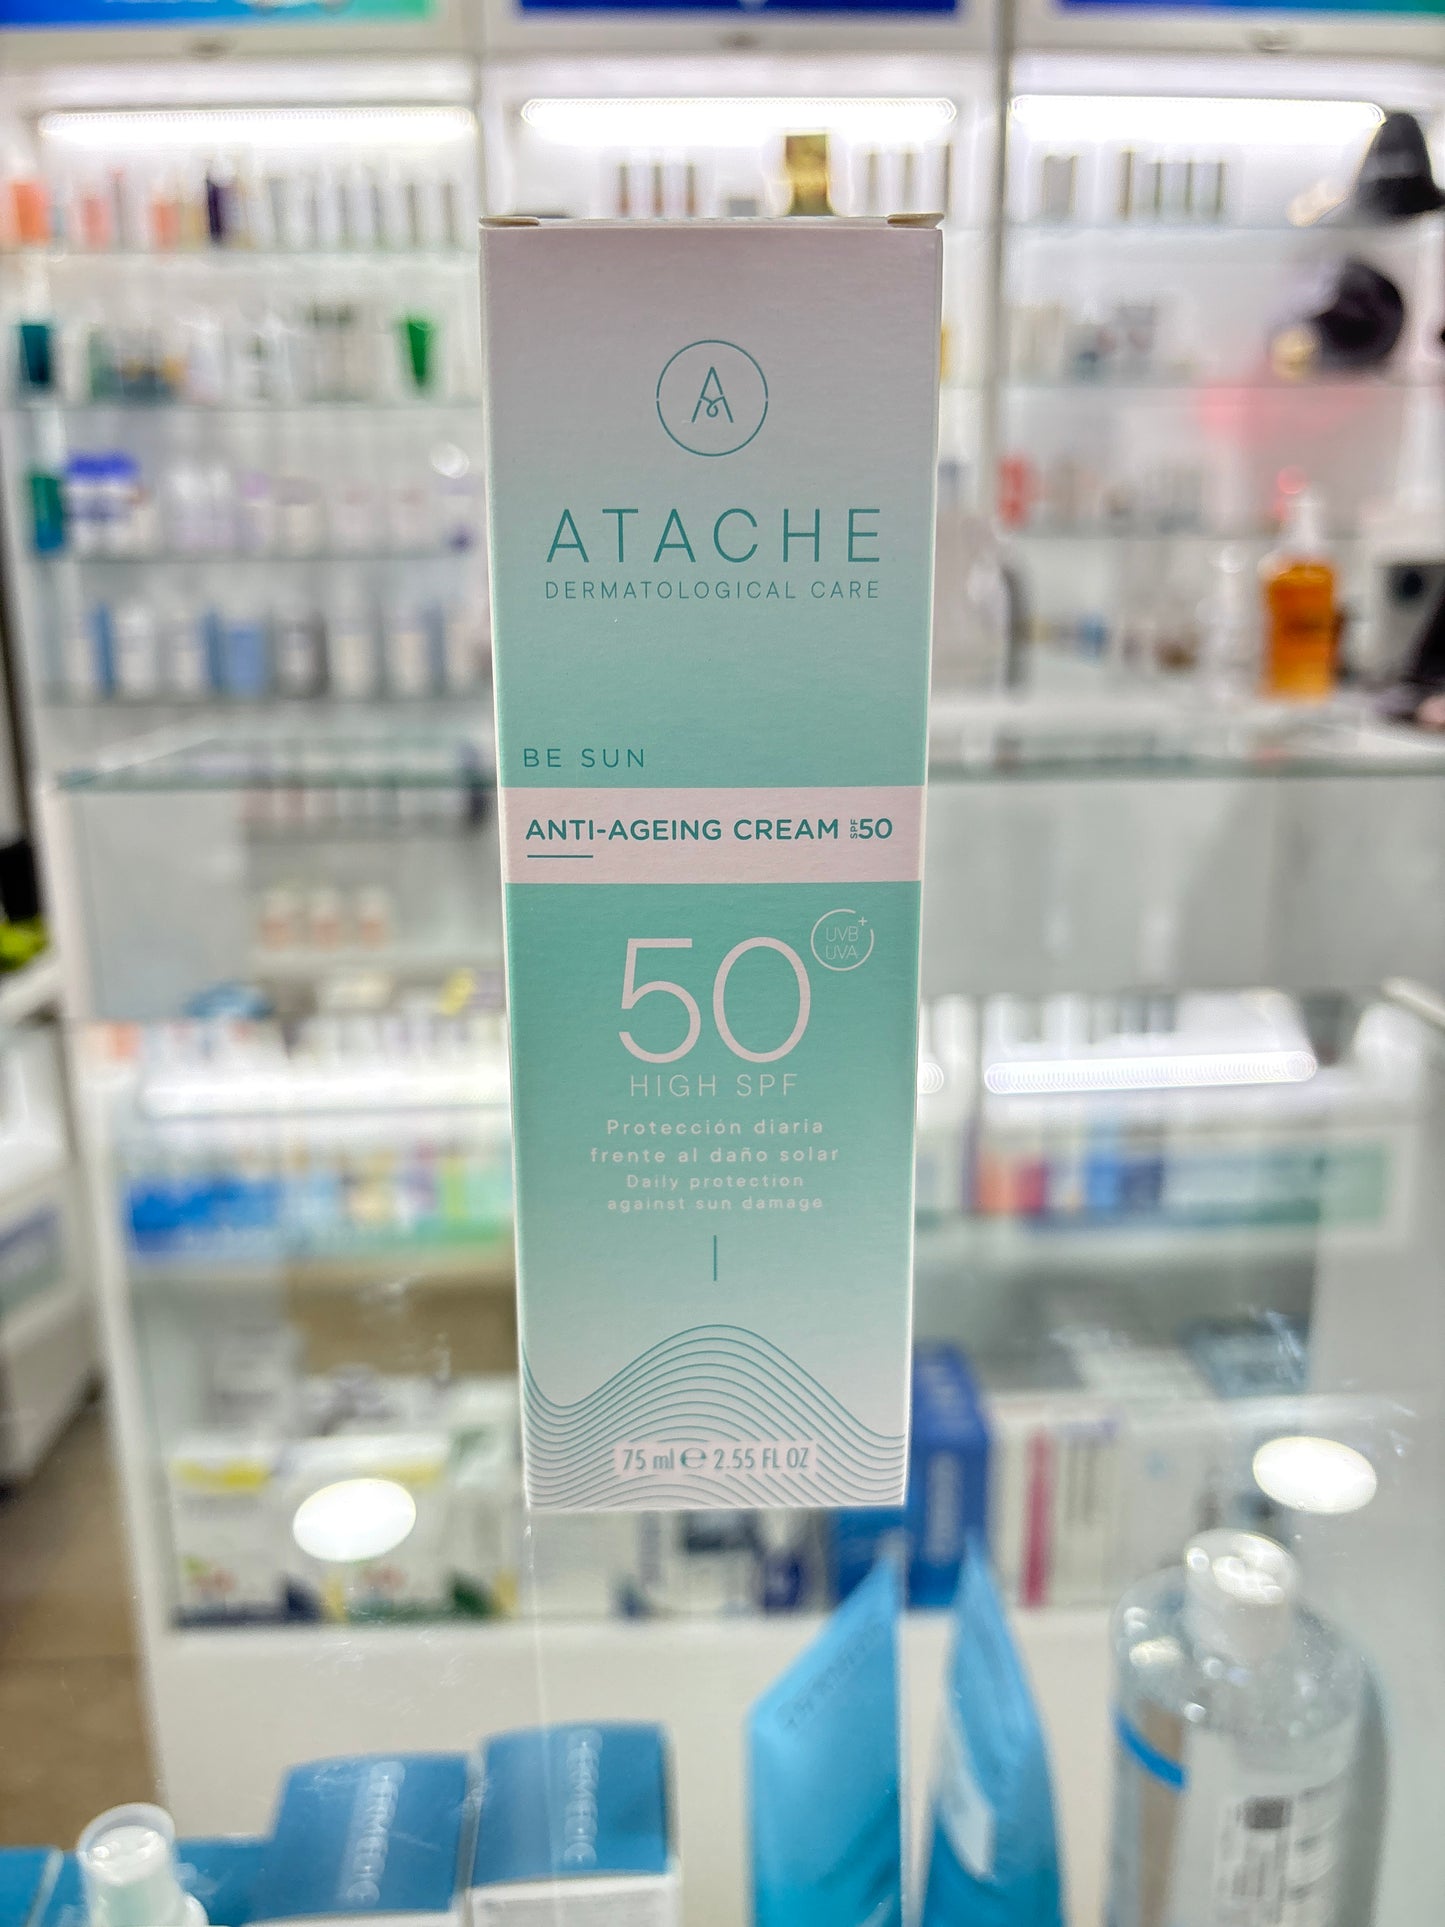 ATACHE
DERMATOLOGICAL CARE
BE SUN
ANTI-AGEING CREAM SPF 50
50
UVB+
UVA
HIGH SPF
Protección diaria
frente al daño solar
Daily protection
against sun damage
75 ml ℮ 2.55 FL OZ